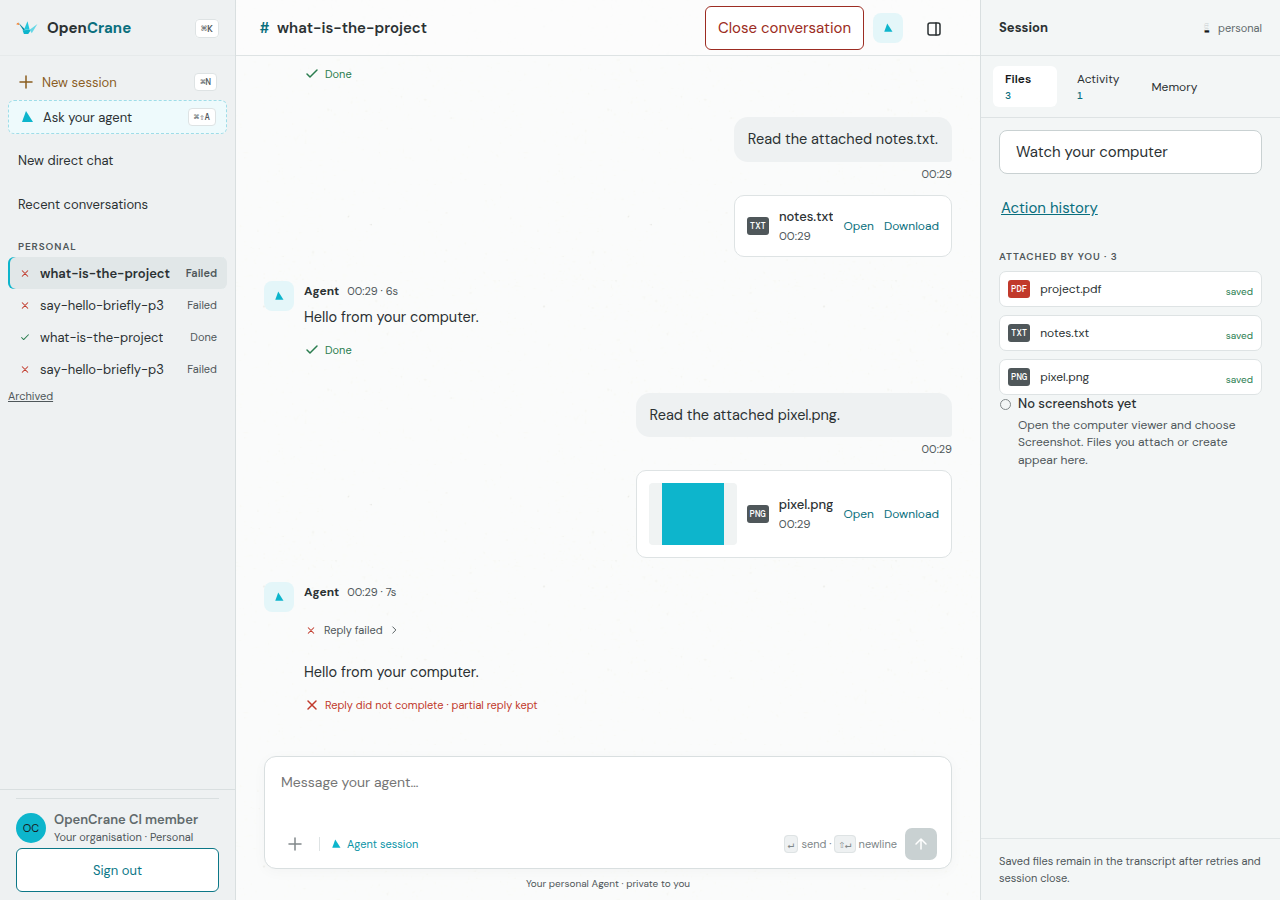 OpenCrane ⌘K
New session ⌘N
Ask your agent ⌘⇧A
New direct chat
Recent conversations
PERSONAL
what-is-the-project Failed
say-hello-briefly-p3 Failed
what-is-the-project Done
say-hello-briefly-p3 Failed
Archived
OC
OpenCrane CI member
Your organisation · Personal
Sign out
# what-is-the-project
Close conversation
Done
Read the attached notes.txt.
00:29
TXT notes.txt Open Download
00:29
Agent 00:29 · 6s
Hello from your computer.
Done
Read the attached pixel.png.
00:29
PNG pixel.png Open Download
00:29
Agent 00:29 · 7s
Reply failed
Hello from your computer.
Reply did not complete · partial reply kept
Message your agent…
Agent session
↵ send · ⇧↵ newline
Your personal Agent · private to you
Session personal
Files 3
Activity 1
Memory
Watch your computer
Action history
ATTACHED BY YOU · 3
PDF project.pdf saved
TXT notes.txt saved
PNG pixel.png saved
No screenshots yet
Open the computer viewer and choose
Screenshot. Files you attach or create
appear here.
Saved files remain in the transcript after retries and
session close.